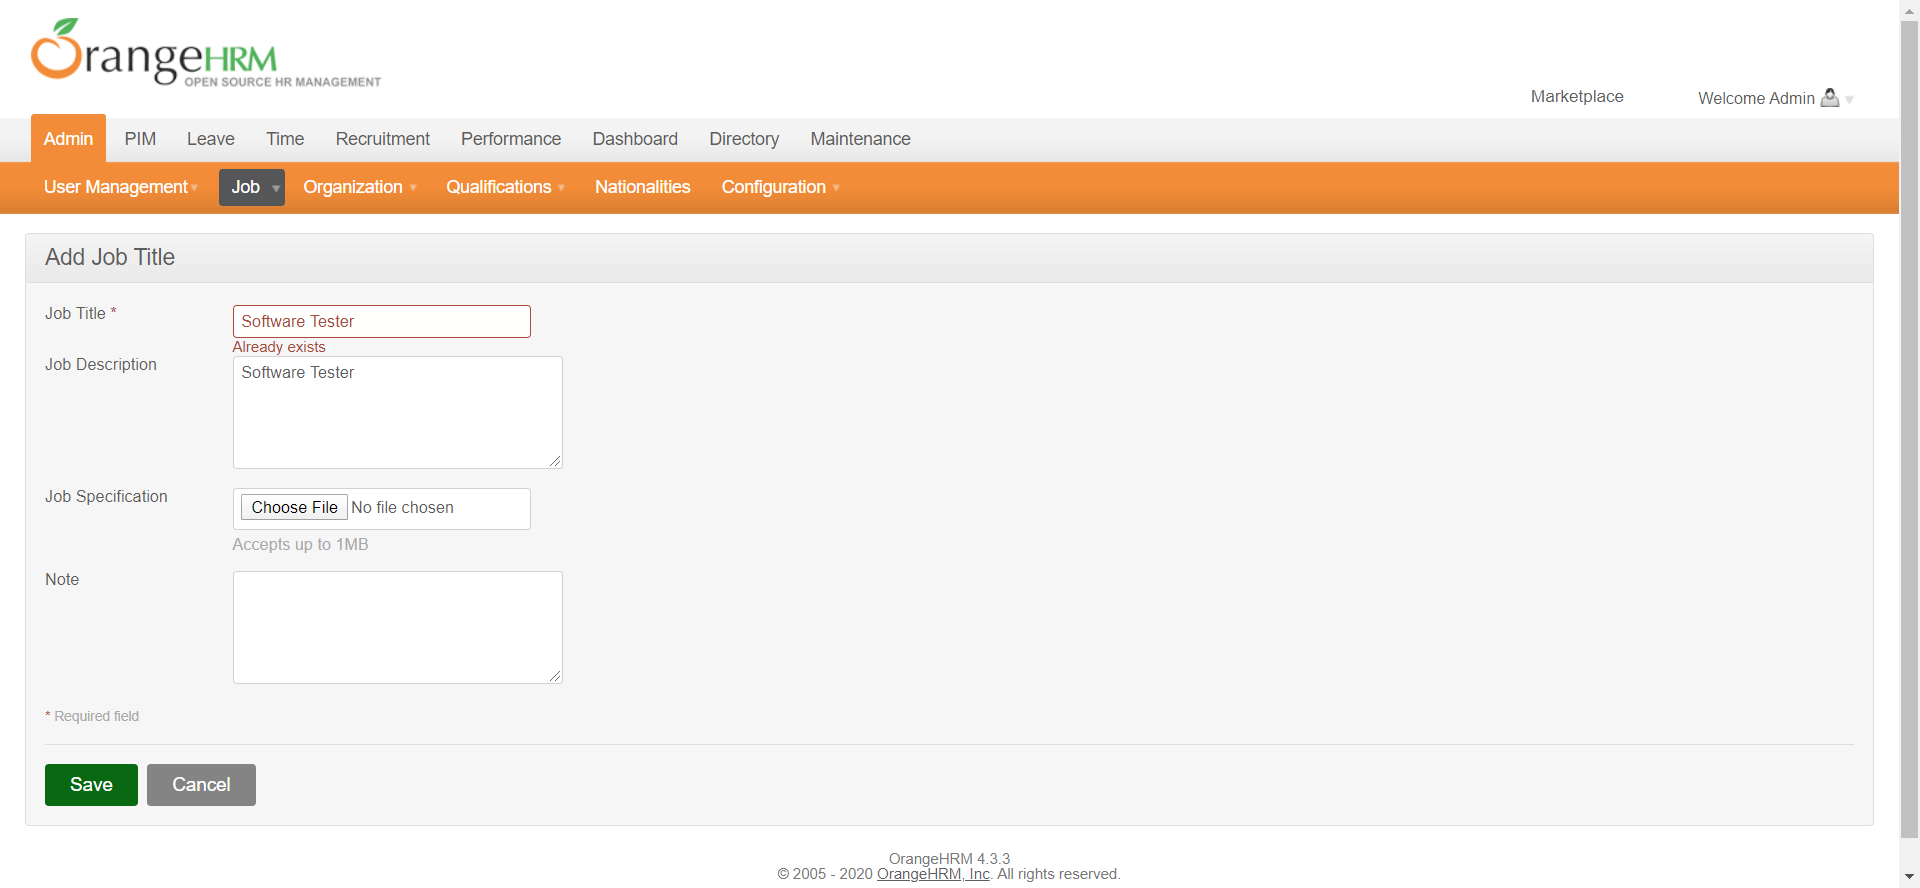 OrangeHRM
OPEN SOURCE HR MANAGEMENT
Marketplace
Welcome Admin
Admin PIM Leave Time Recruitment Performance Dashboard Directory Maintenance
User Management Job Organization Qualifications Nationalities Configuration
Add Job Title
Job Title * Software Tester
Already exists
Job Description Software Tester
Job Specification Choose File No file chosen
Accepts up to 1MB
Note
* Required field
Save Cancel
OrangeHRM 4.3.3
© 2005 - 2020 OrangeHRM, Inc. All rights reserved.